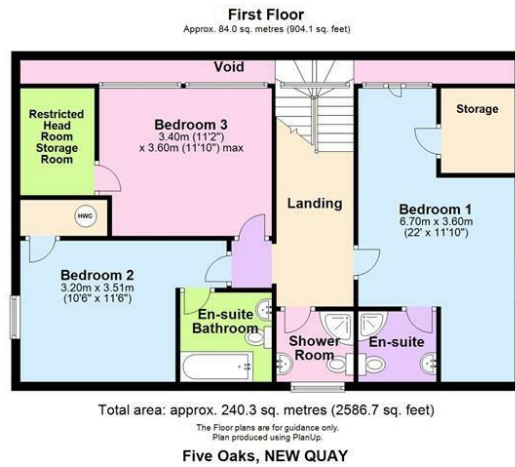 First Floor
Approx. 84.0 sq. metres (904.1 sq. feet)
Void
Restricted
Head
Room
Storage
Room
Bedroom 3
3.40m (11'2")
x 3.60m (11'10") max
Storage
Landing
Bedroom 1
6.70m x 3.60m
(22' x 11'10")
HWC
Bedroom 2
3.20m x 3.51m
(10'6" x 11'6")
En-suite
Bathroom
Shower
Room
En-suite
Total area: approx. 240.3 sq. metres (2586.7 sq. feet)
The Floor plans are for guidance only.
Plan produced using PlanUp.
Five Oaks, NEW QUAY